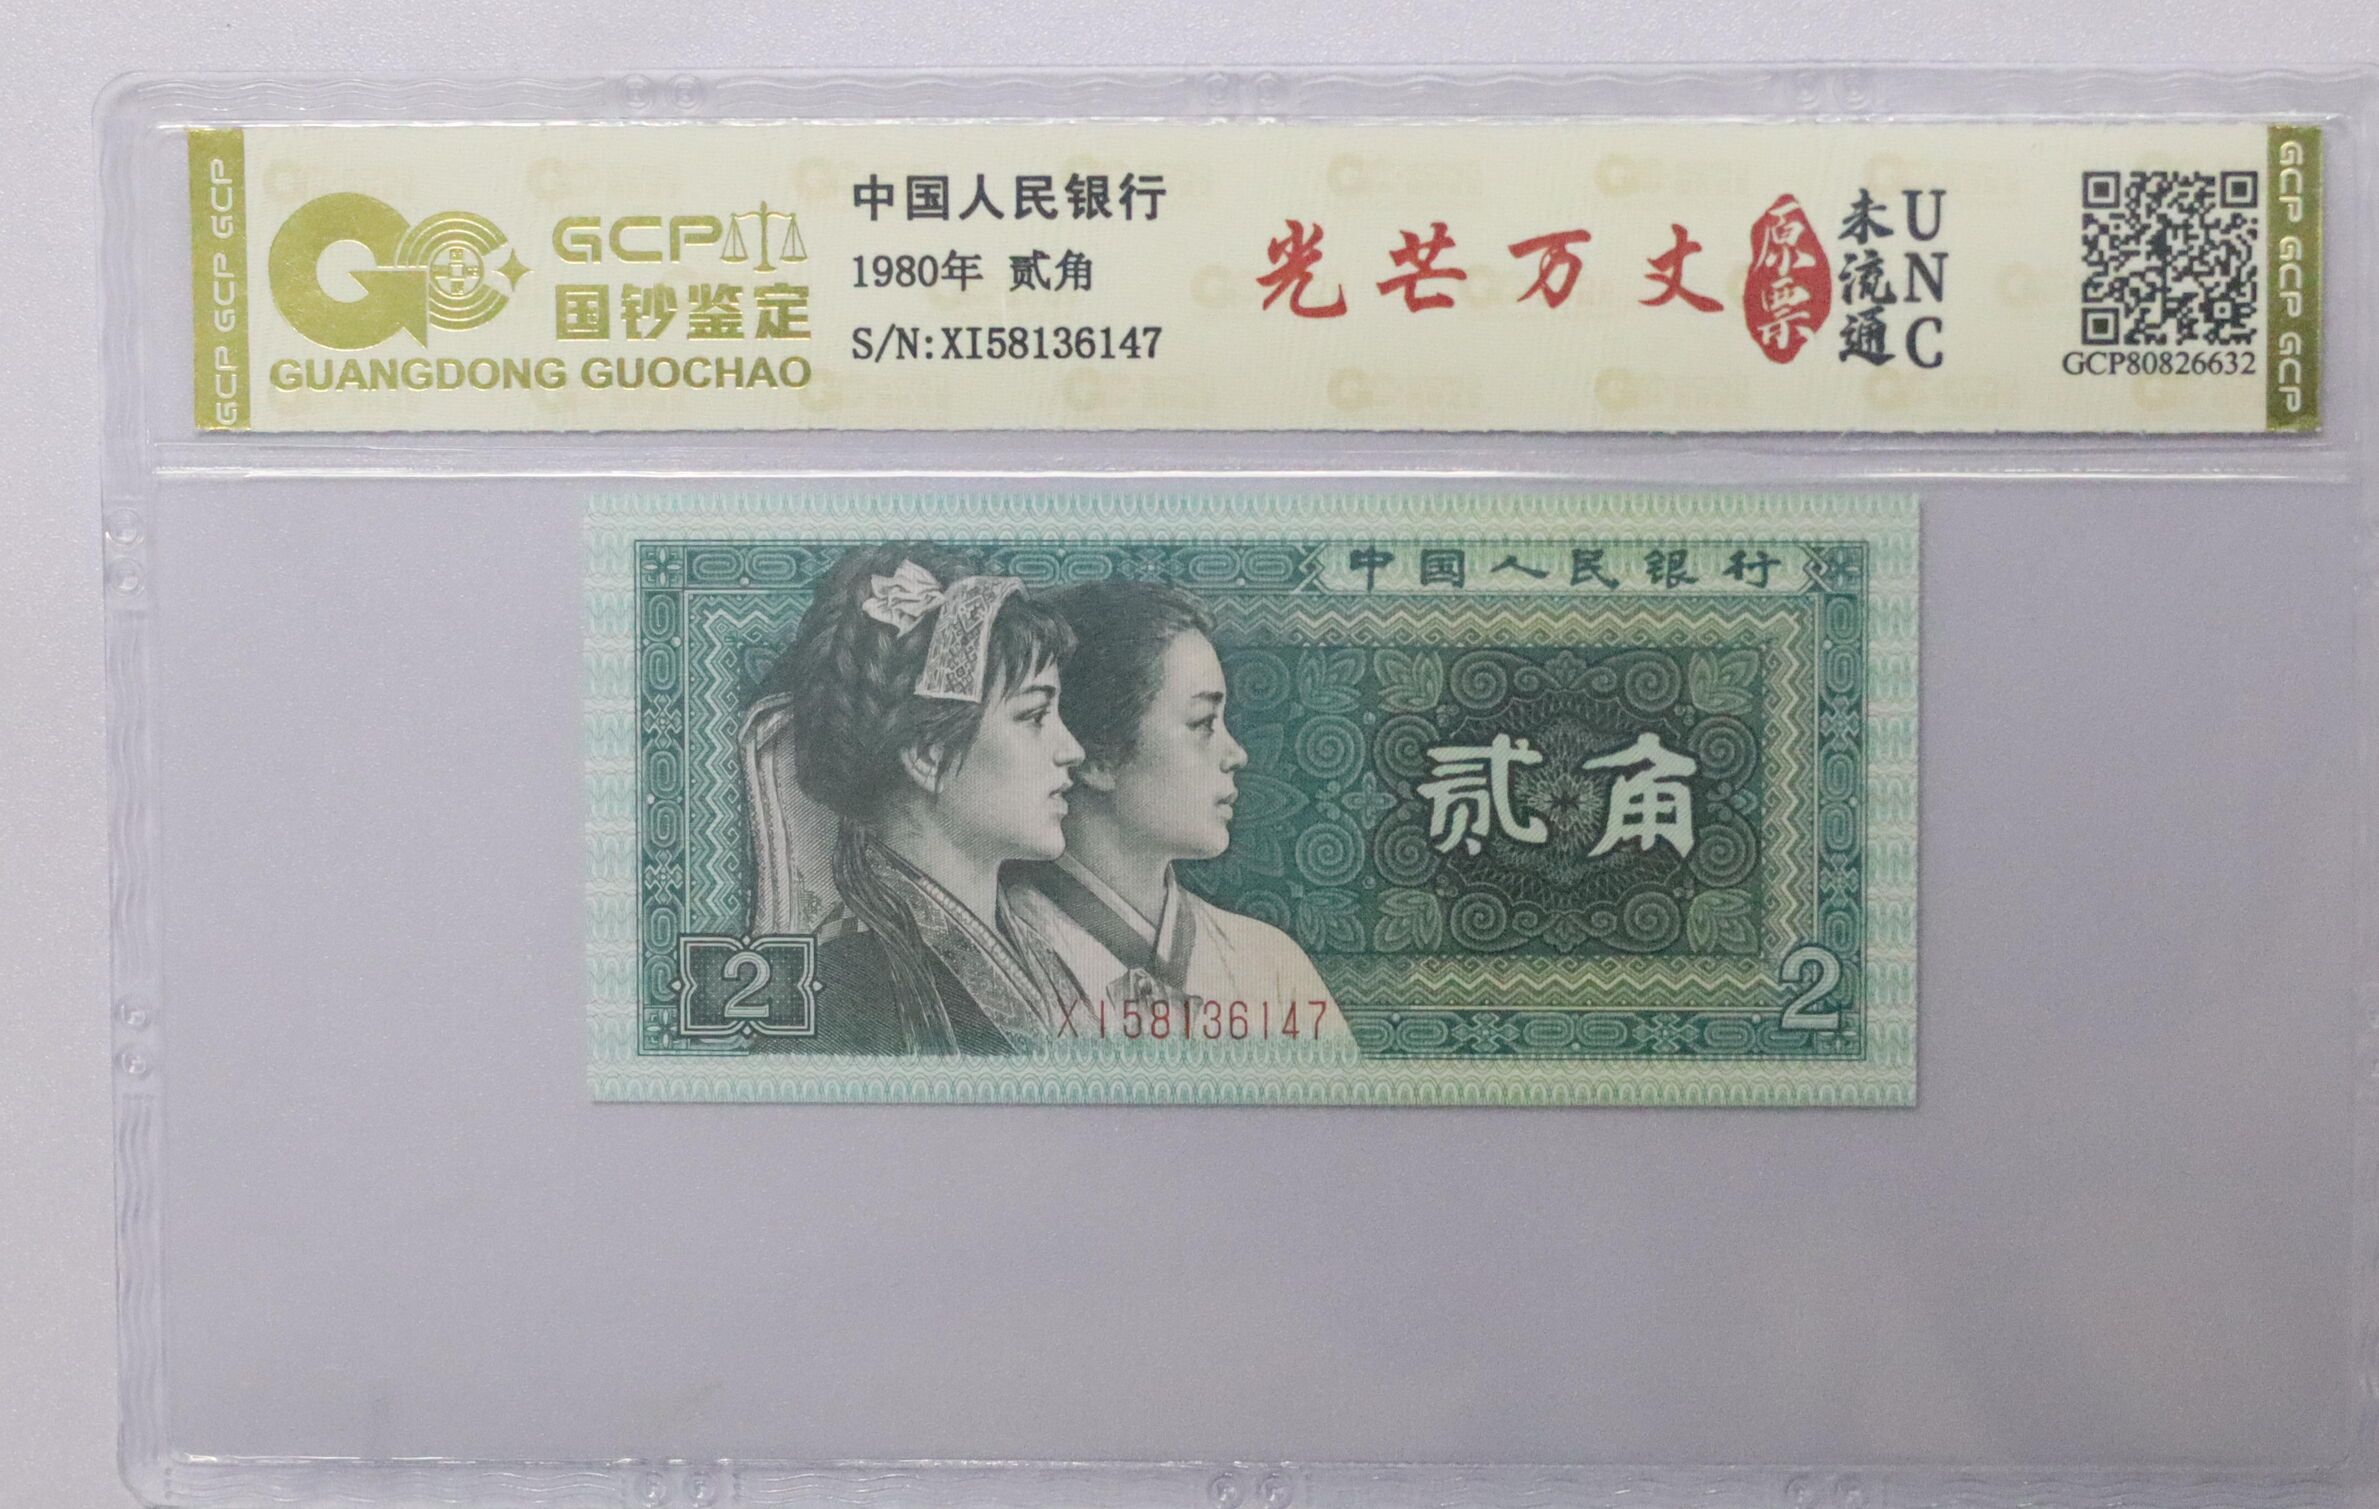 GCP GCP GCP
GCP
国钞鉴定
GUANGDONG GUOCHAO
中国人民银行
1980年 贰角
S/N:XI58136147
光芒万丈
原票
未流通
UNC
GCP80826632
GCP GCP GCP
中国人民银行
贰角
2
2
XI58136147